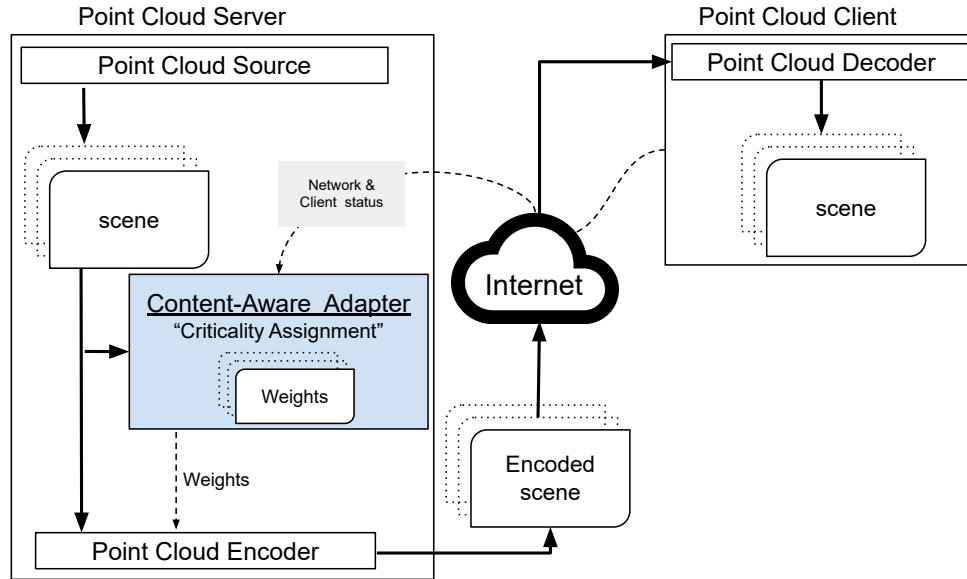 Point Cloud Server
Point Cloud Source
scene
Network &
Client status
Content-Aware Adapter
“Criticality Assignment”
Weights
Weights
Point Cloud Encoder
Encoded
scene
Internet
Point Cloud Client
Point Cloud Decoder
scene